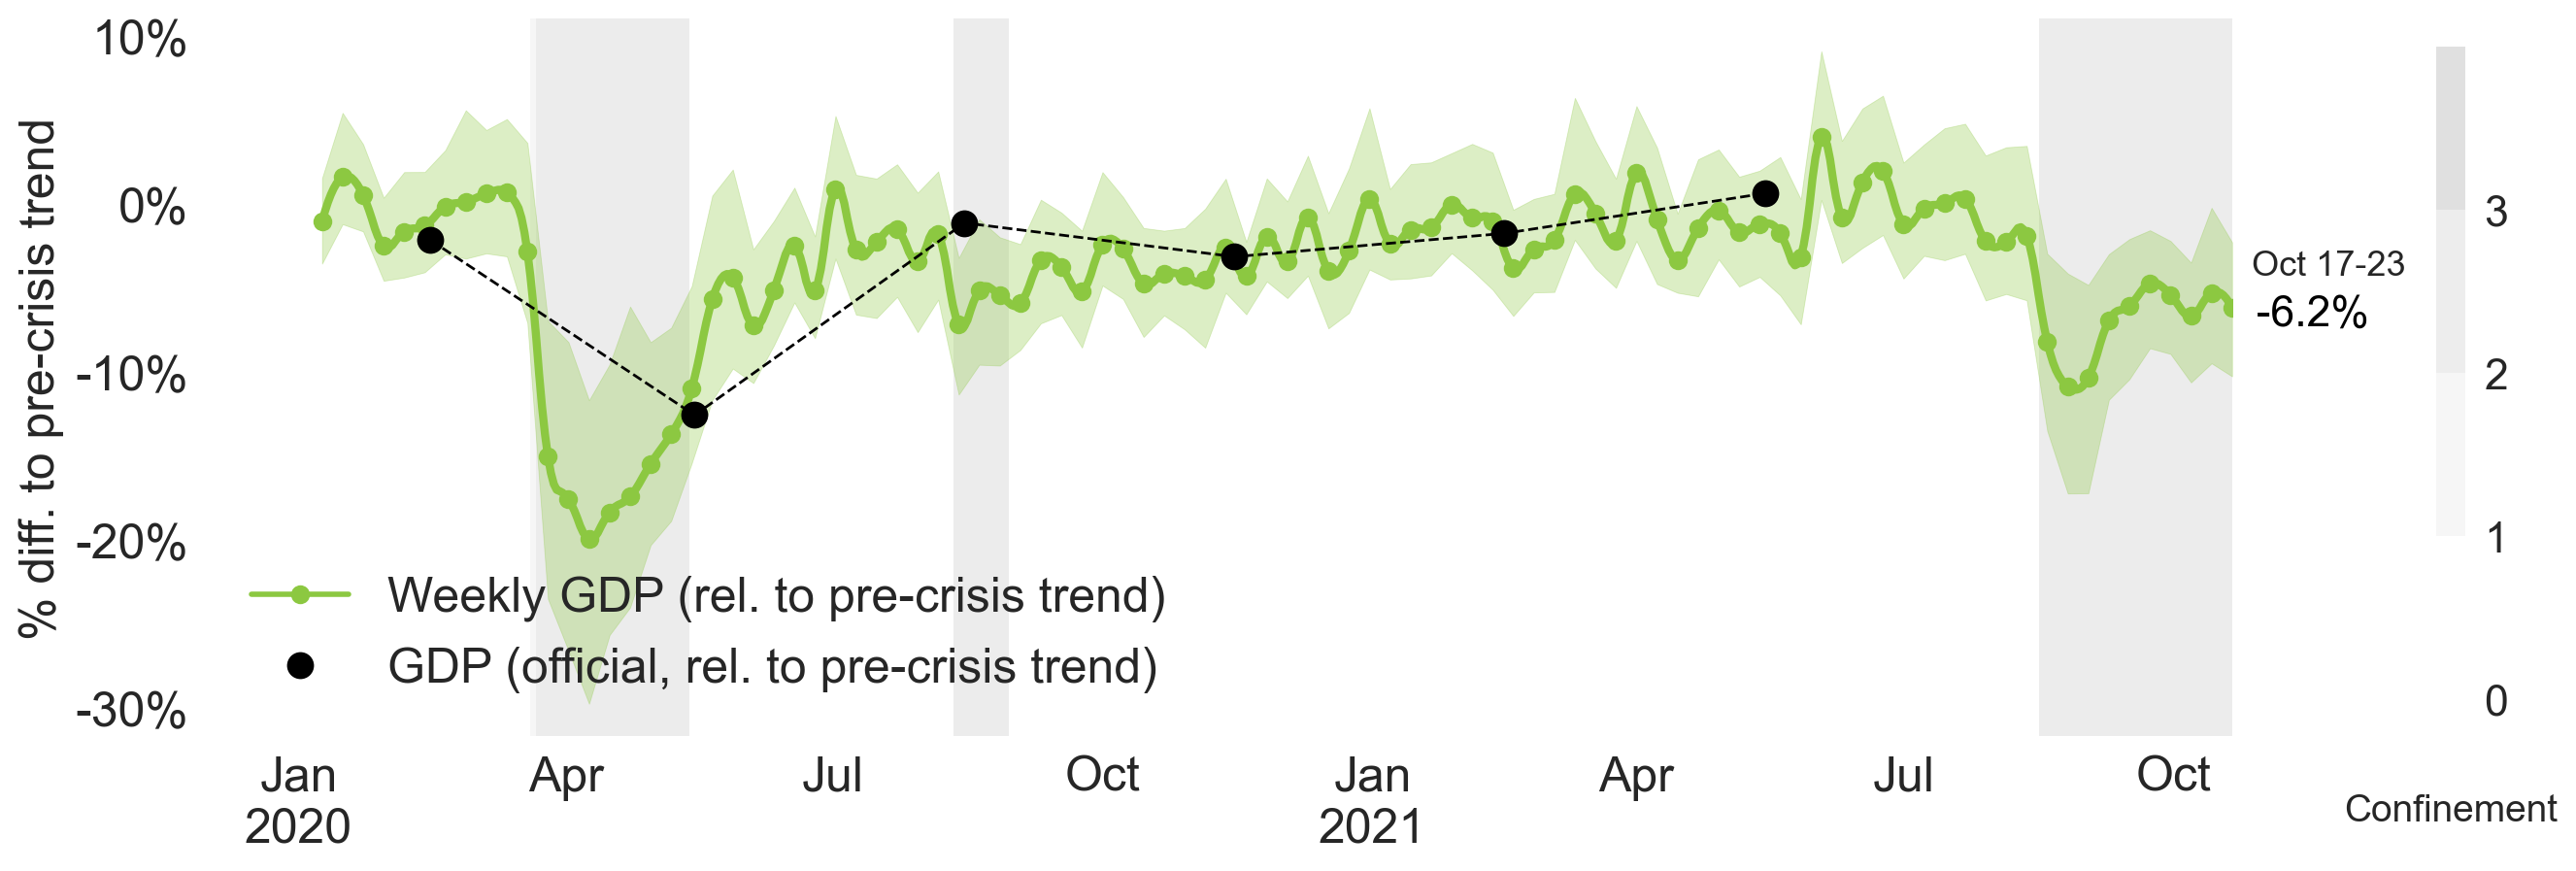 % diff. to pre-crisis trend
10%
0%
-10%
-20%
-30%
Weekly GDP (rel. to pre-crisis trend)
GDP (official, rel. to pre-crisis trend)
Jan
2020
Apr
Jul
Oct
Jan
2021
Apr
Jul
Oct
Oct 17-23
-6.2%
3
2
1
0
Confinement